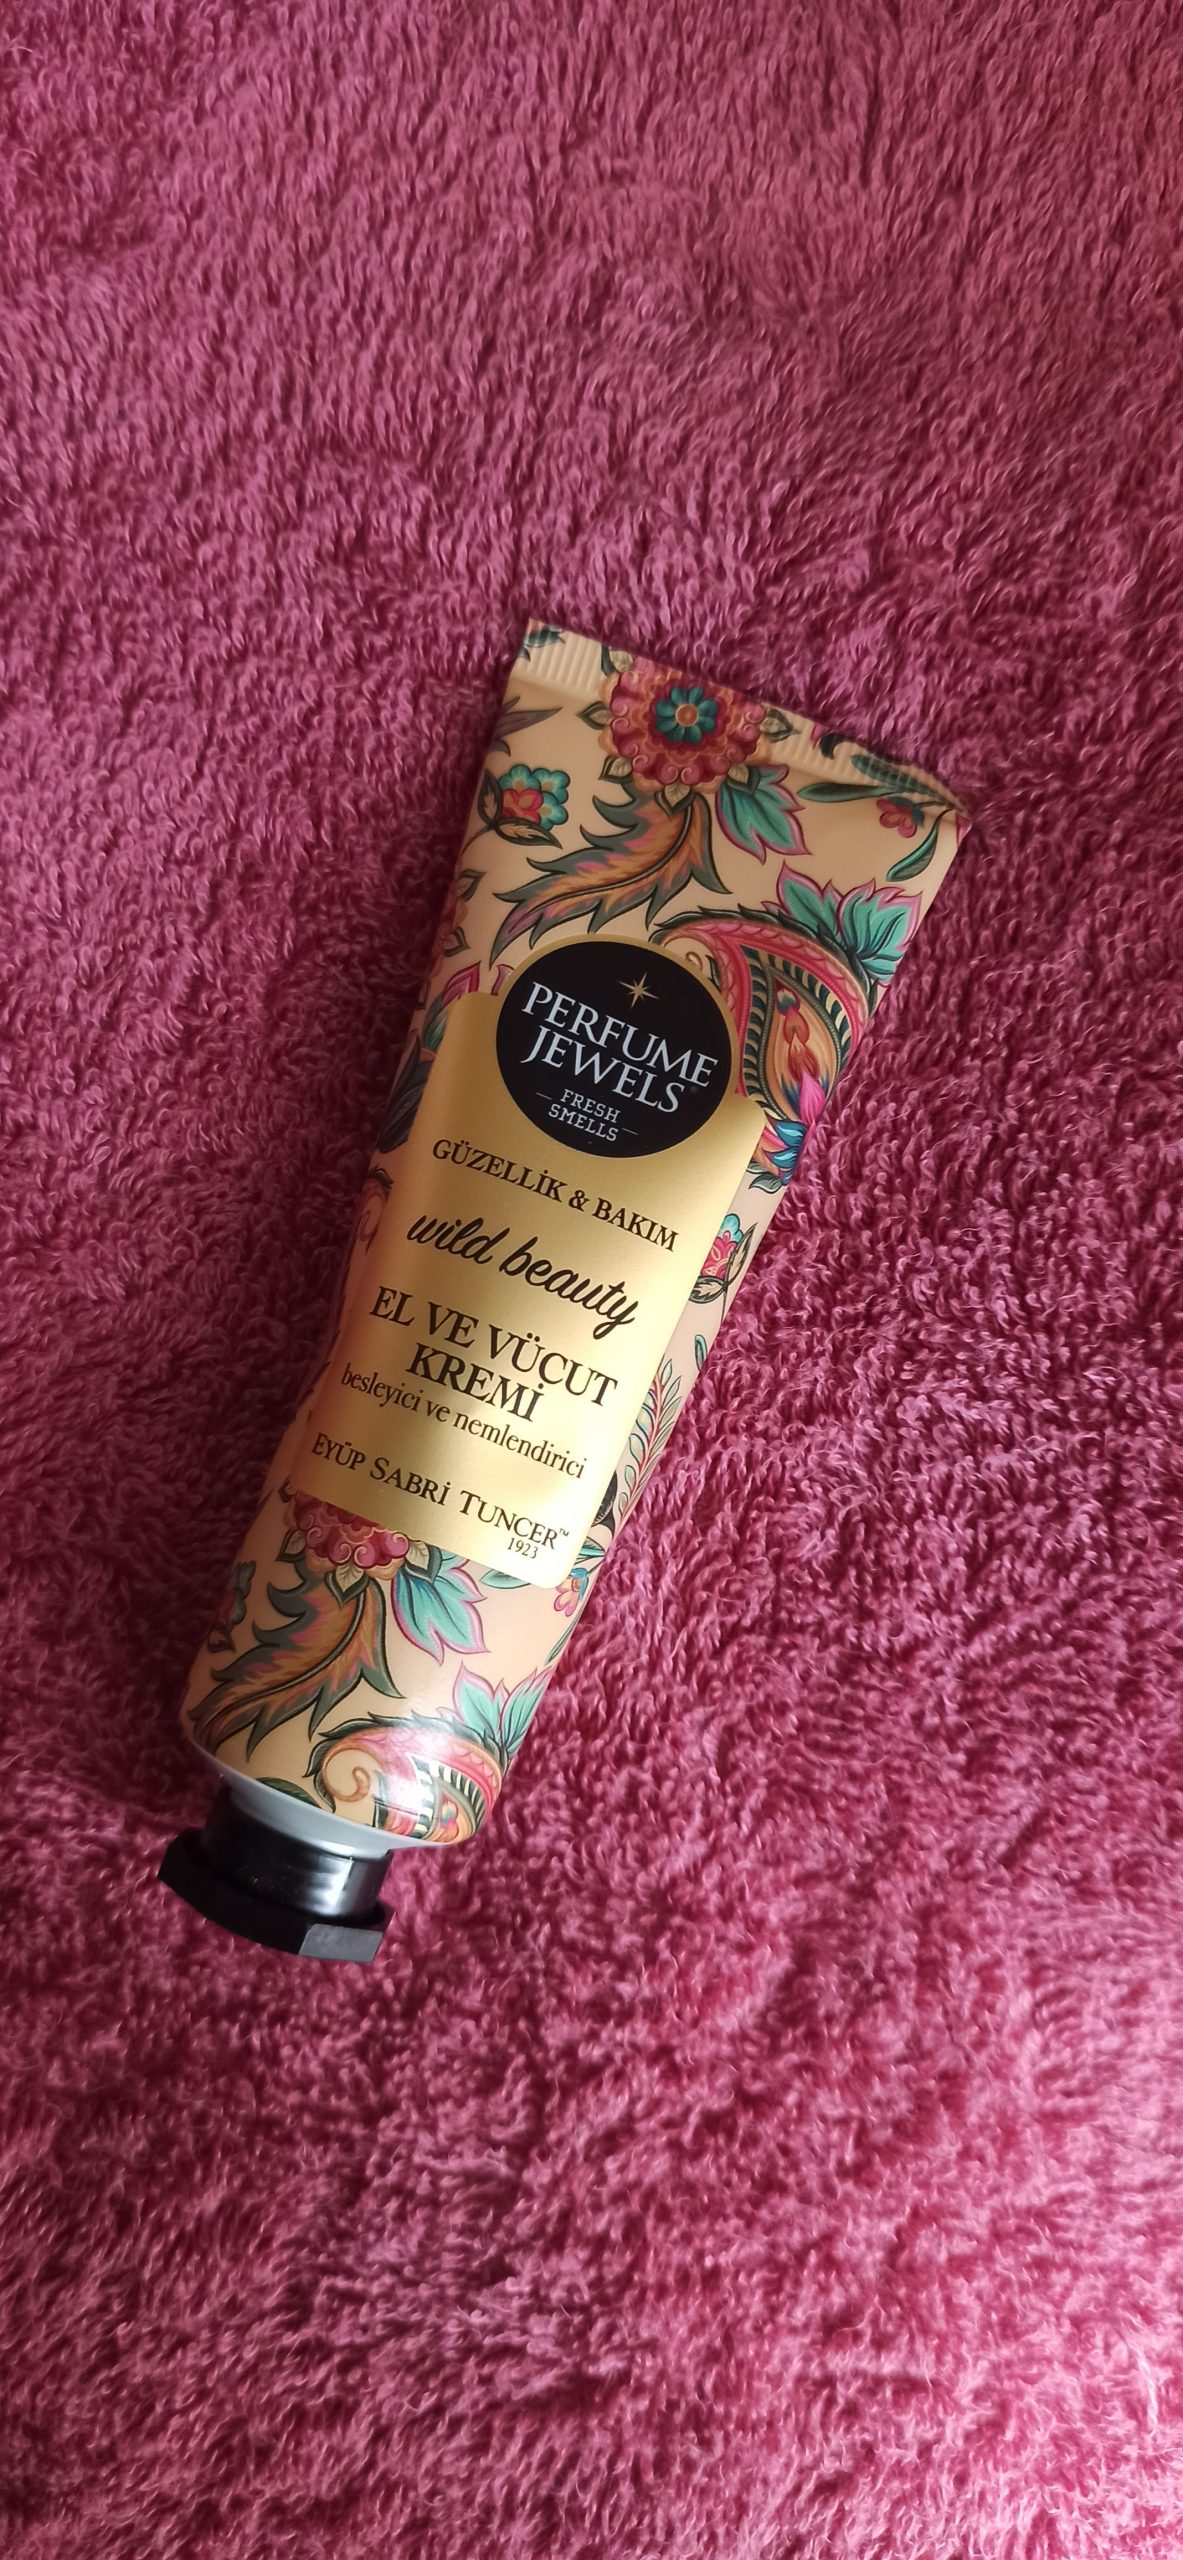 PERFUME
JEWELS
FRESH
SMELLS
GÜZELLİK & BAKIM
wild beauty
EL VE VÜCUT
KREMİ
besleyici ve nemlendirici
EYÜP SABRİ TUNCER™
1923